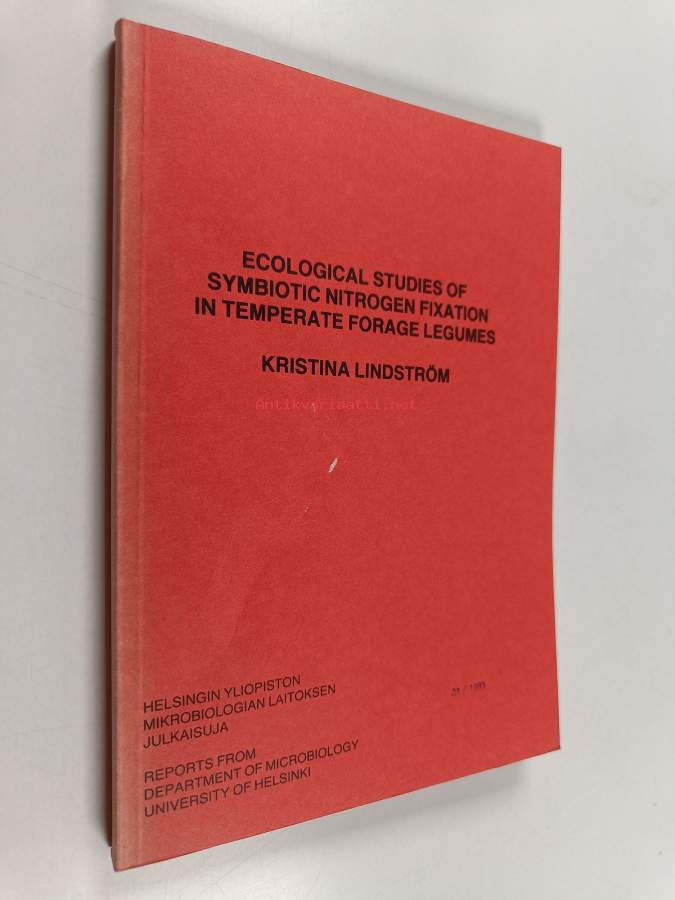 ECOLOGICAL STUDIES OF
SYMBIOTIC NITROGEN FIXATION
IN TEMPERATE FORAGE LEGUMES
KRISTINA LINDSTRÖM
Antikvariaatti.net
HELSINGIN YLIOPISTON
MIKROBIOLOGIAN LAITOKSEN
JULKAISUJA
REPORTS FROM
DEPARTMENT OF MICROBIOLOGY
UNIVERSITY OF HELSINKI